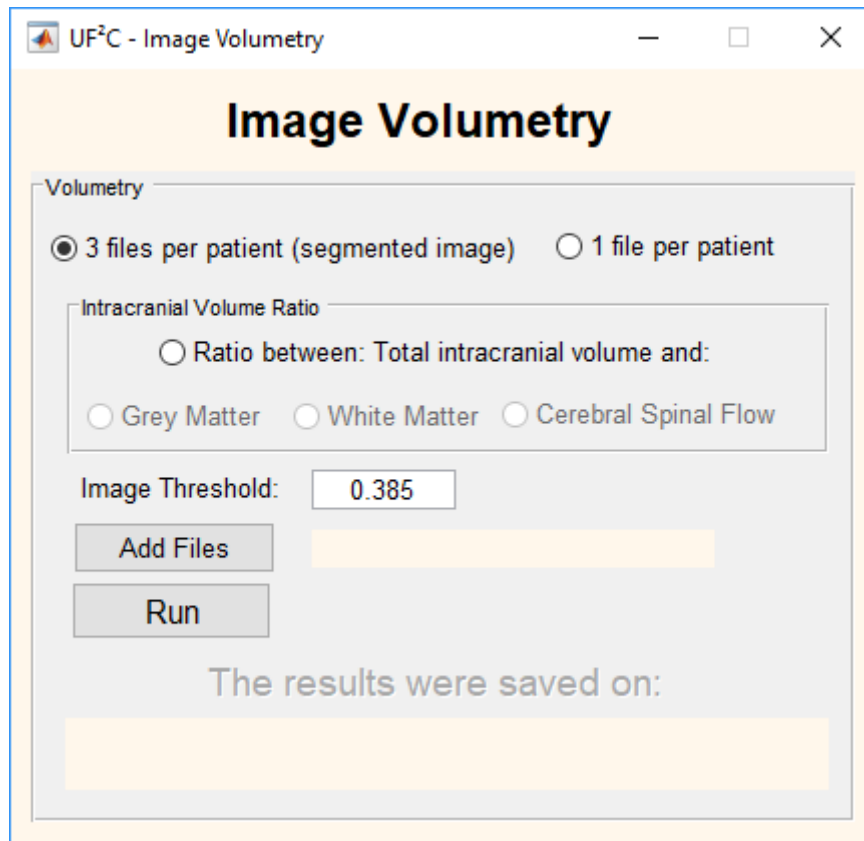 UF²C - Image Volumetry
Image Volumetry
Volumetry
3 files per patient (segmented image) 1 file per patient
Intracranial Volume Ratio
Ratio between: Total intracranial volume and:
Grey Matter White Matter Cerebral Spinal Flow
Image Threshold: 0.385
Add Files
Run
The results were saved on: